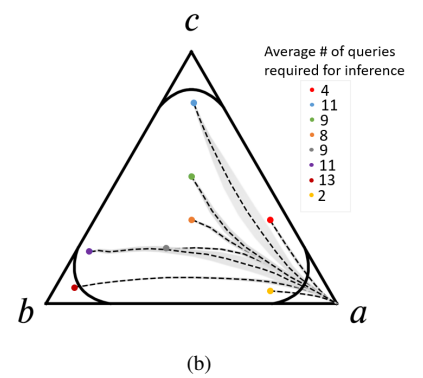 c
Average # of queries
required for inference
4
11
9
8
9
11
13
2
b
a
(b)